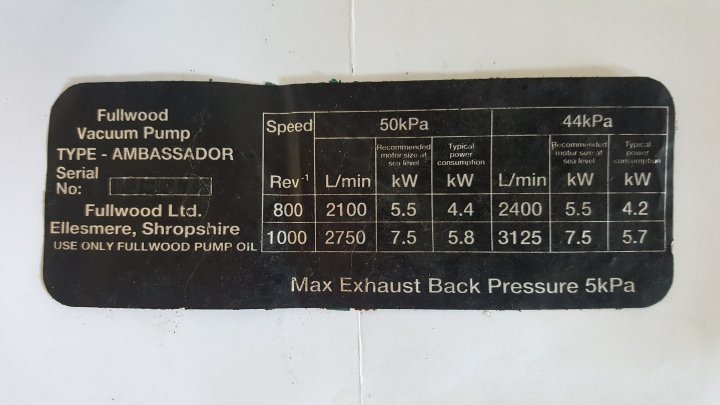 Fullwood
Vacuum Pump
TYPE - AMBASSADOR
Serial
No:
Fullwood Ltd.
Ellesmere, Shropshire
USE ONLY FULLWOOD PUMP OIL
Speed 50kPa 44kPa
Recommended motor size at sea level Typical power consumption Recommended motor size at sea level Typical power consumption
Rev⁻¹ L/min kW kW L/min kW kW
800 2100 5.5 4.4 2400 5.5 4.2
1000 2750 7.5 5.8 3125 7.5 5.7
Max Exhaust Back Pressure 5kPa